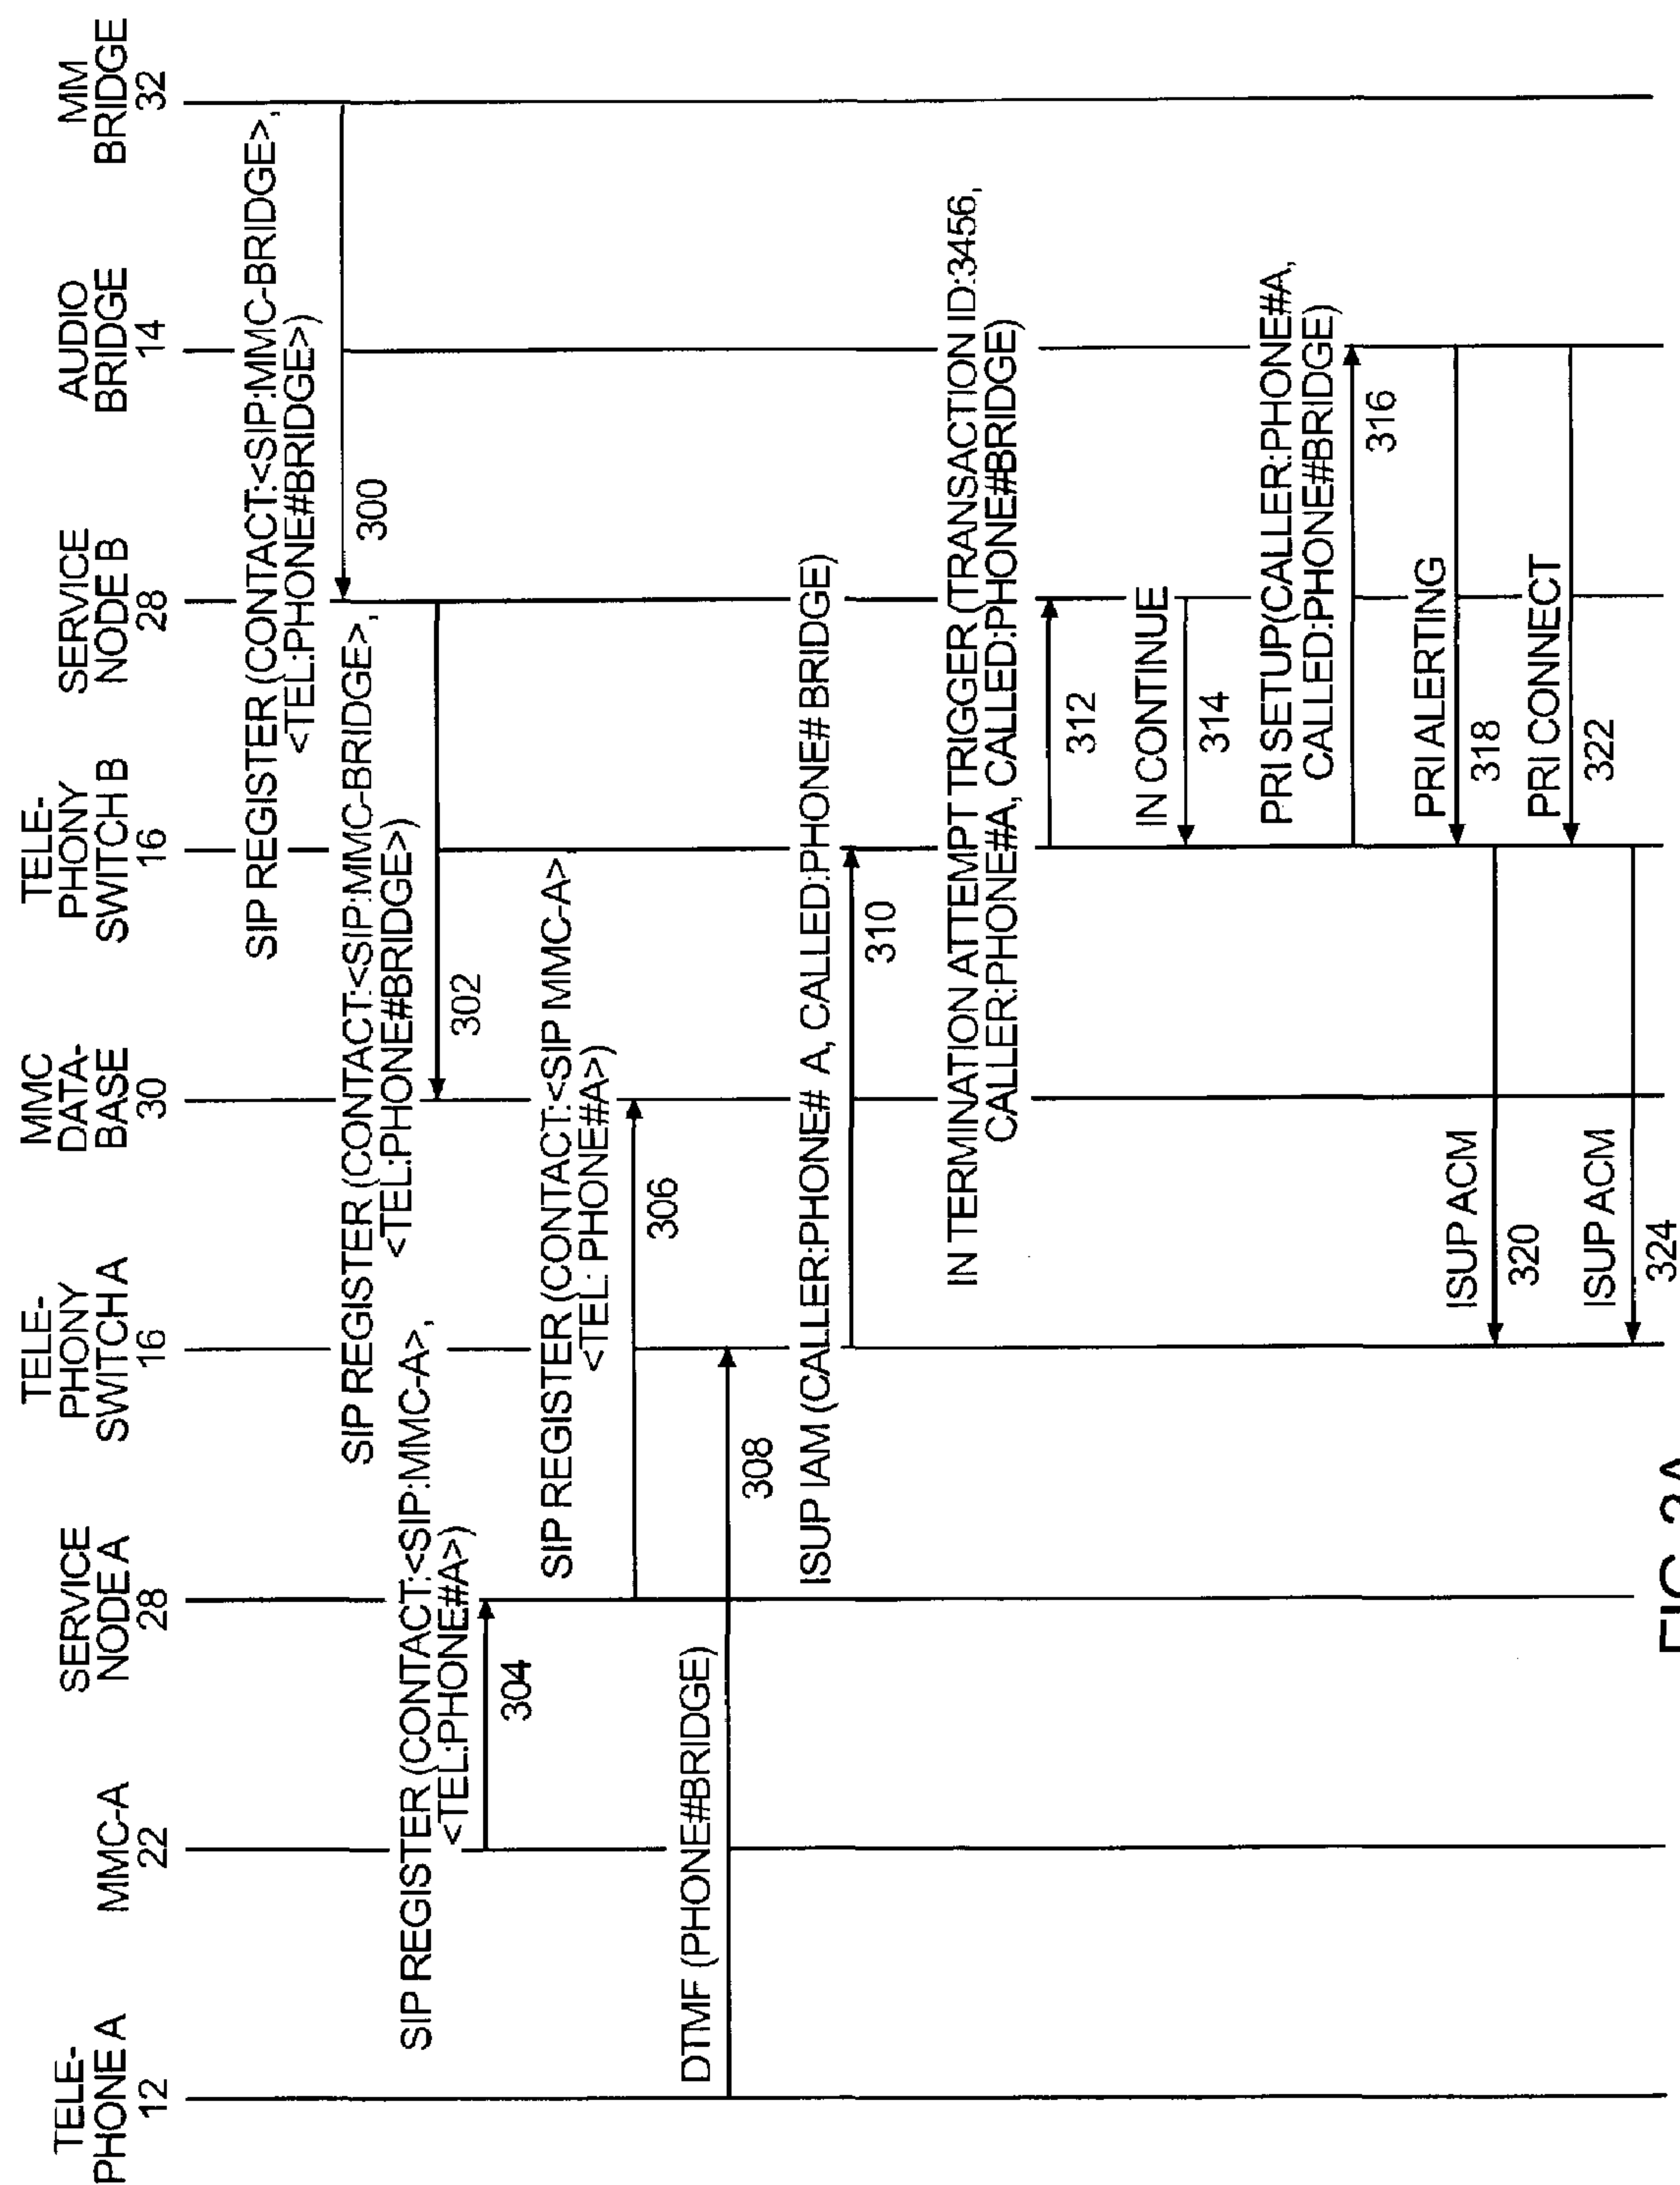 TELE-
PHONE A
12
MMC-A
22
SERVICE
NODE A
28
TELE-
PHONY
SWITCH A
16
MMC
DATA-
BASE
30
TELE-
PHONY
SWITCH B
16
SERVICE
NODE B
28
AUDIO
BRIDGE
14
MM
BRIDGE
32
SIP REGISTER (CONTACT:<SIP:MMC-BRIDGE>,
<TEL:PHONE#BRIDGE>)
300
SIP REGISTER (CONTACT:<SIP:MMC-BRIDGE>,
<TEL:PHONE#BRIDGE>)
302
SIP REGISTER (CONTACT:<SIP:MMC-A>,
<TEL:PHONE#A>)
304
SIP REGISTER (CONTACT:<SIP MMC-A>
<TEL: PHONE#A>)
306
DTMF (PHONE#BRIDGE)
308
ISUP IAM (CALLER:PHONE# A, CALLED:PHONE# BRIDGE)
310
IN TERMINATION ATTEMPT TRIGGER (TRANSACTION ID:3456,
CALLER:PHONE#A, CALLED:PHONE#BRIDGE)
312
IN CONTINUE
314
PRI SETUP(CALLER:PHONE#A,
CALLED:PHONE#BRIDGE)
316
PRI ALERTING
318
ISUP ACM
320
PRI CONNECT
322
ISUP ACM
324
FIG.